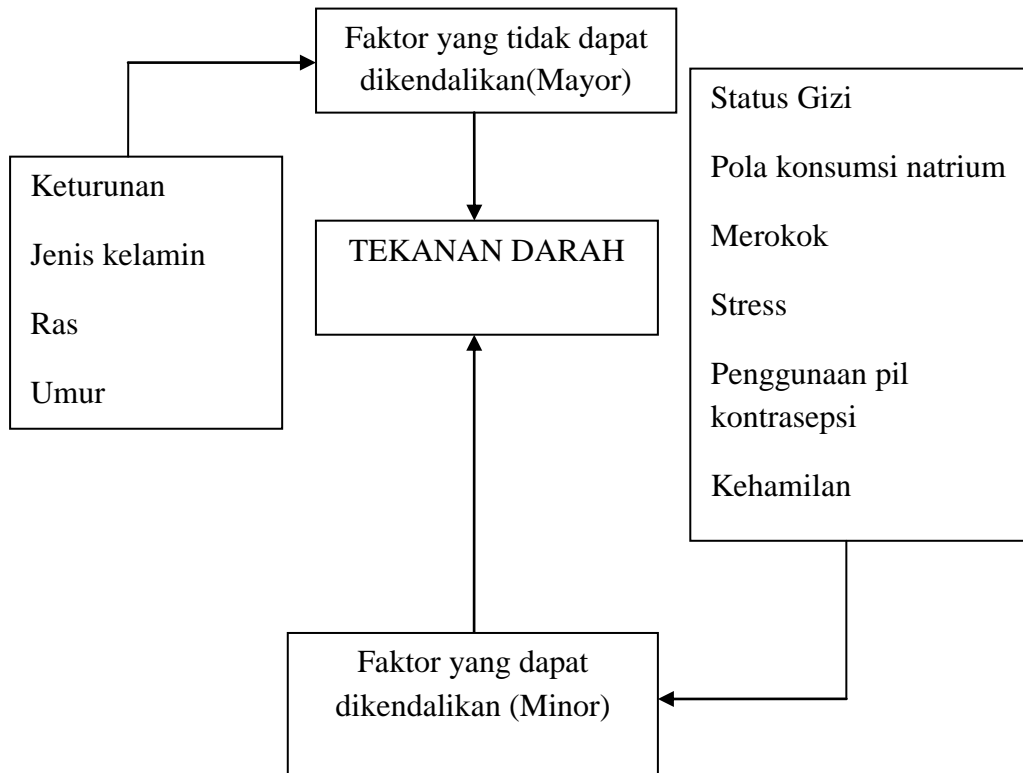 Faktor yang tidak dapat
dikendalikan(Mayor)
Keturunan
Jenis kelamin
Ras
Umur
TEKANAN DARAH
Status Gizi
Pola konsumsi natrium
Merokok
Stress
Penggunaan pil
kontrasepsi
Kehamilan
Faktor yang dapat
dikendalikan (Minor)